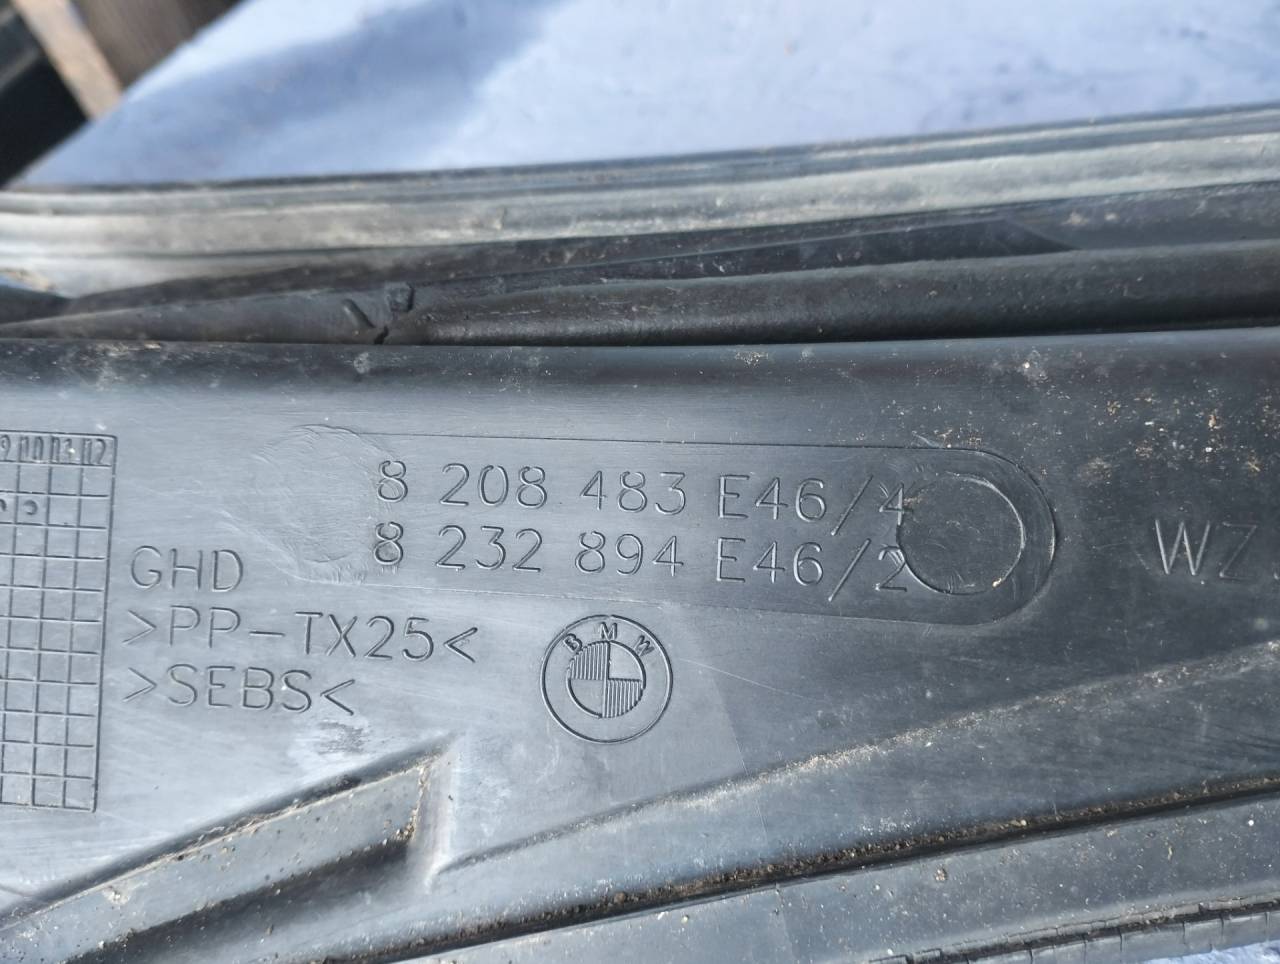 8 208 483 E46/4
8 232 894 E46/2
GHD
>PP-TX25<
>SEBS<
BMW
WZ